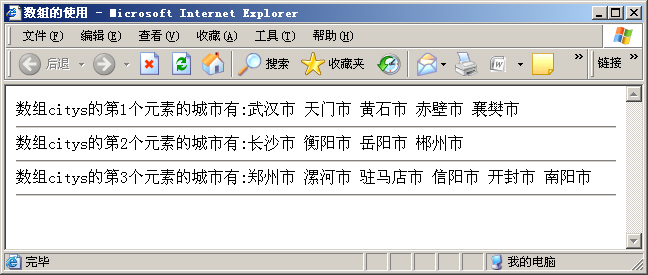 数组的使用 - Microsoft Internet Explorer
文件(F) 编辑(E) 查看(V) 收藏(A) 工具(T) 帮助(H)
后退 搜索 收藏夹 » 链接 »
数组citys的第1个元素的城市有:武汉市 天门市 黄石市 赤壁市 襄樊市
数组citys的第2个元素的城市有:长沙市 衡阳市 岳阳市 郴州市
数组citys的第3个元素的城市有:郑州市 漯河市 驻马店市 信阳市 开封市 南阳市
完毕 我的电脑